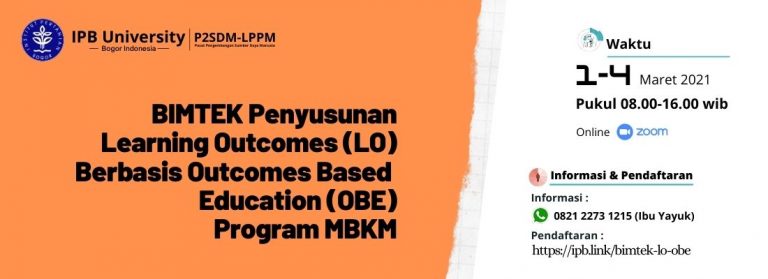 IPB University
Bogor Indonesia
P2SDM-LPPM
Pusat Pengembangan Sumber Daya Manusia
BIMTEK Penyusunan
Learning Outcomes (LO)
Berbasis Outcomes Based
Education (OBE)
Program MBKM
Waktu
1-4 Maret 2021
Pukul 08.00-16.00 wib
Online zoom
Informasi & Pendaftaran
Informasi :
0821 2273 1215 (Ibu Yayuk)
Pendaftaran :
https://ipb.link/bimtek-lo-obe